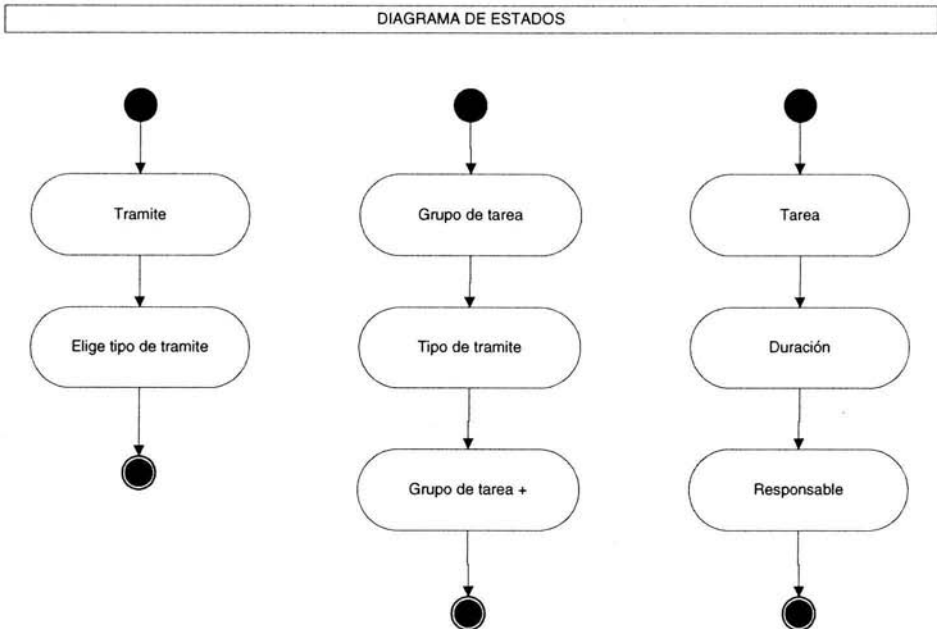 DIAGRAMA DE ESTADOS
Tramite
Elige tipo de tramite
Grupo de tarea
Tipo de tramite
Grupo de tarea +
Tarea
Duración
Responsable